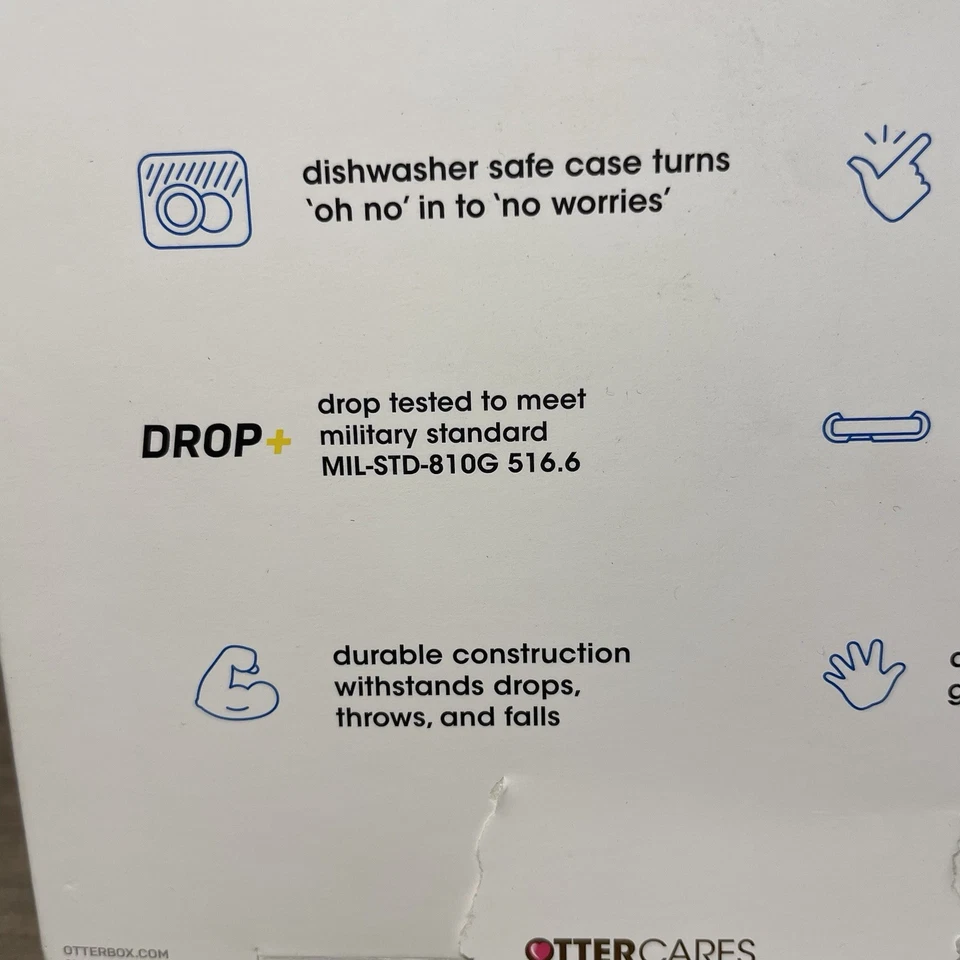 dishwasher safe case turns
‘oh no’ in to ‘no worries’
DROP+
drop tested to meet
military standard
MIL-STD-810G 516.6
durable construction
withstands drops,
throws, and falls
OTTERBOX.COM
OTTERCARES